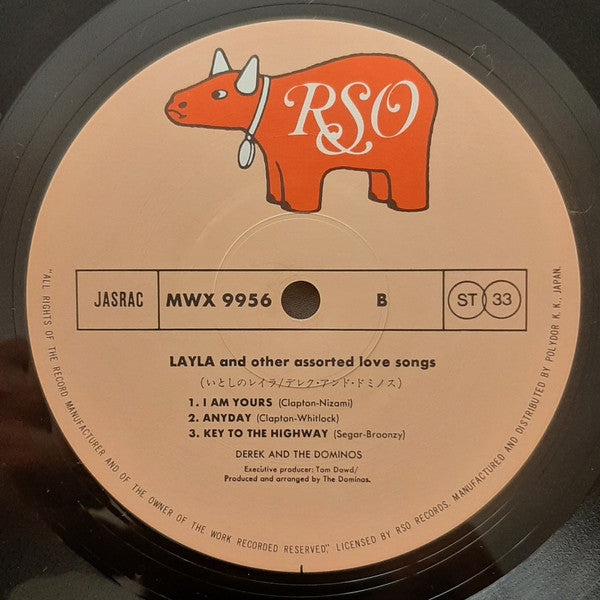 RSO
JASRAC
MWX 9956
B
ST 33
LAYLA and other assorted love songs
(いとしのレイラ/デレク・アンド・ドミノス)
1. I AM YOURS (Clapton-Nizami)
2. ANYDAY (Clapton-Whitlock)
3. KEY TO THE HIGHWAY (Segar-Broonzy)
DEREK AND THE DOMINOS
Executive producer: Tom Dowd/
Produced and arranged by The Dominos.
"ALL RIGHTS OF THE RECORD MANUFACTURER AND OF THE OWNER OF THE WORK RECORDED RESERVED," LICENSED BY RSO RECORDS. MANUFACTURED AND DISTRIBUTED BY POLYDOR K. K., JAPAN.